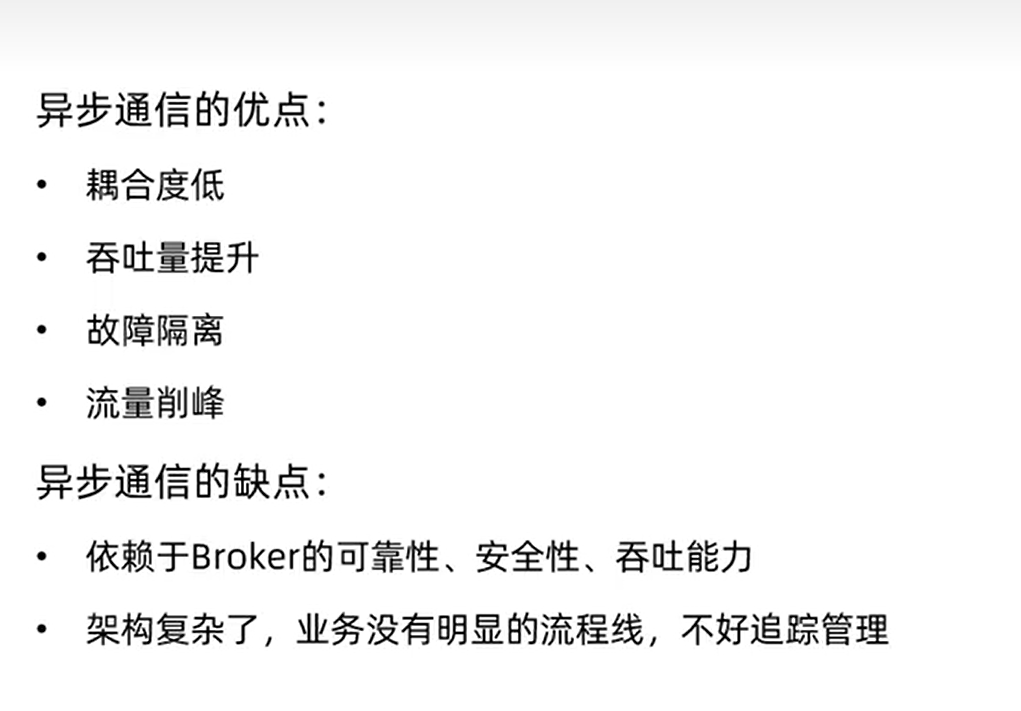 异步通信的优点：
• 耦合度低
• 吞吐量提升
• 故障隔离
• 流量削峰
异步通信的缺点：
• 依赖于Broker的可靠性、安全性、吞吐能力
• 架构复杂了，业务没有明显的流程线，不好追踪管理